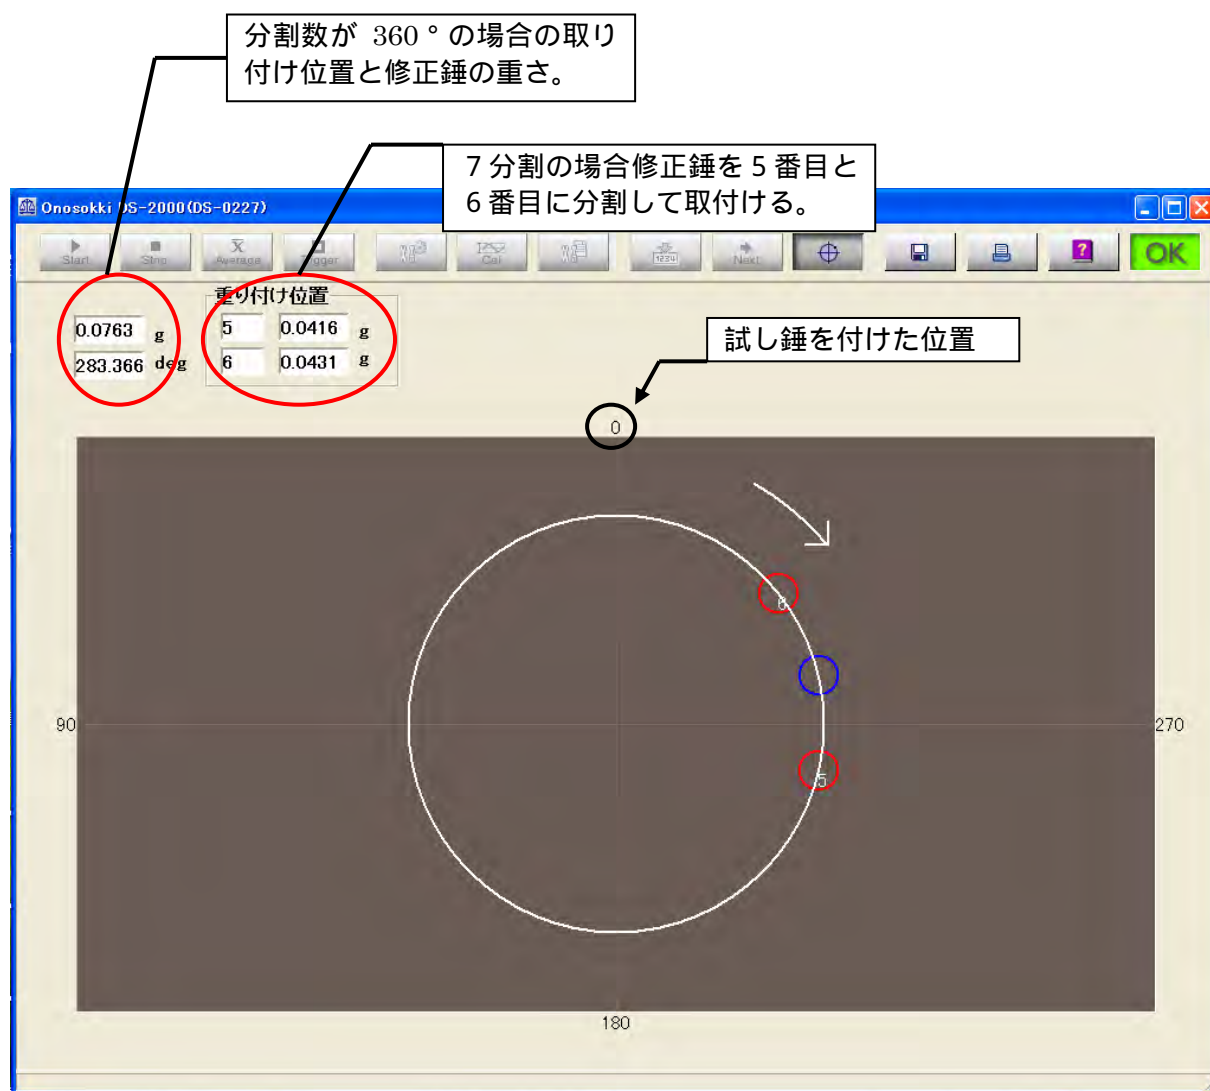 分割数が 360°の場合の取り
付け位置と修正錘の重さ。
7分割の場合修正錘を5番目と
6番目に分割して取付ける。
Onosokki DS-2000(DS-0227)
Start Stop Average Trigger Cal 1234 Next ? OK
重り付け位置
0.0763 g 5 0.0416 g
283.366 deg 6 0.0431 g
試し錘を付けた位置
0
6
90 270
5
180